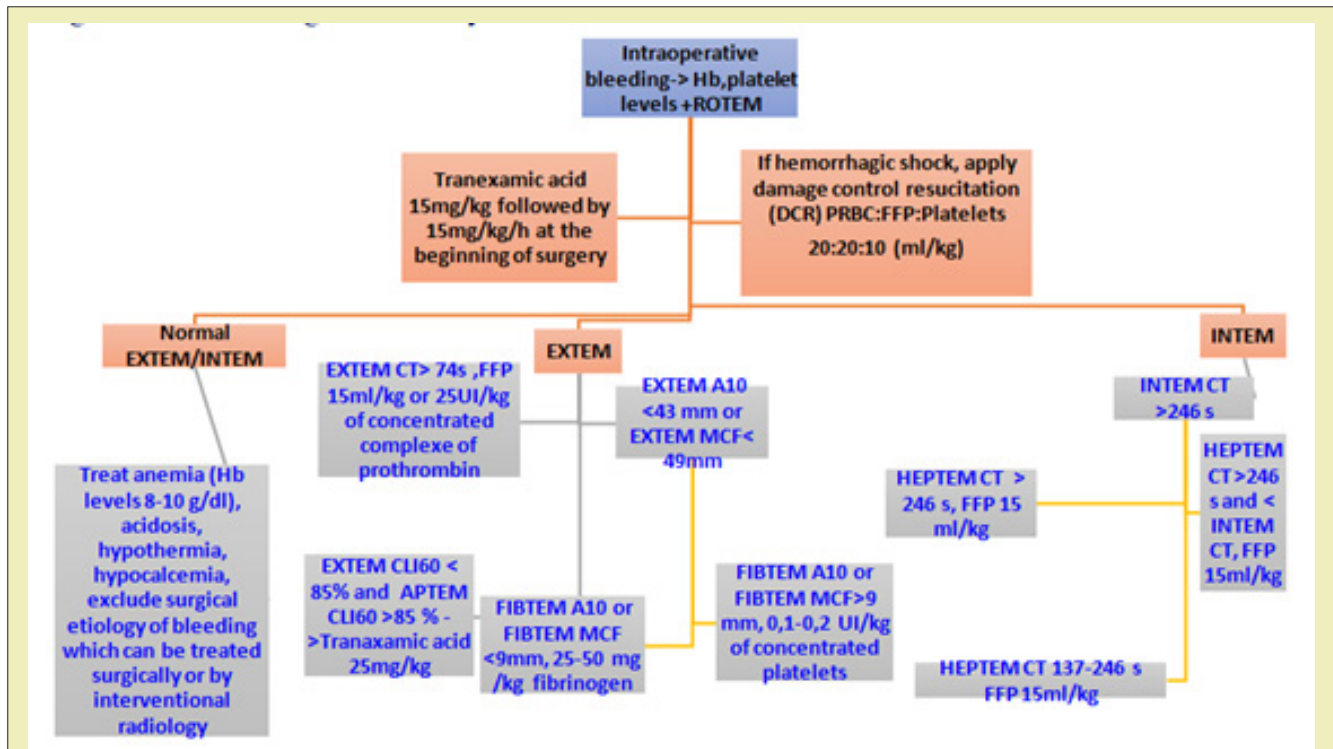 Intraoperative
bleeding-> Hb,platelet
levels +ROTEM
Tranexamic acid
15mg/kg followed by
15mg/kg/h at the
beginning of surgery
If hemorrhagic shock, apply
damage control resucitation
(DCR) PRBC:FFP:Platelets
20:20:10 (ml/kg)
Normal
EXTEM/INTEM
EXTEM
INTEM
Treat anemia (Hb
levels 8-10 g/dl),
acidosis,
hypothermia,
hypocalcemia,
exclude surgical
etiology of bleeding
which can be treated
surgically or by
interventional
radiology
EXTEM CT> 74s ,FFP
15ml/kg or 25UI/kg
of concentrated
complexe of
prothrombin
EXTEM A10
<43 mm or
EXTEM MCF<
49mm
EXTEM CLI60 <
85% and APTEM
CLI60 >85 % -
>Tranaxamic acid
25mg/kg
FIBTEM A10 or
FIBTEM MCF
<9mm, 25-50 mg
/kg fibrinogen
FIBTEM A10 or
FIBTEM MCF>9
mm, 0,1-0,2 UI/kg
of concentrated
platelets
INTEM CT
>246 s
HEPTEM CT >
246 s, FFP 15
ml/kg
HEPTEM
CT>246
s and <
INTEM
CT, FFP
15ml/kg
HEPTEM CT 137-246 s
FFP 15ml/kg